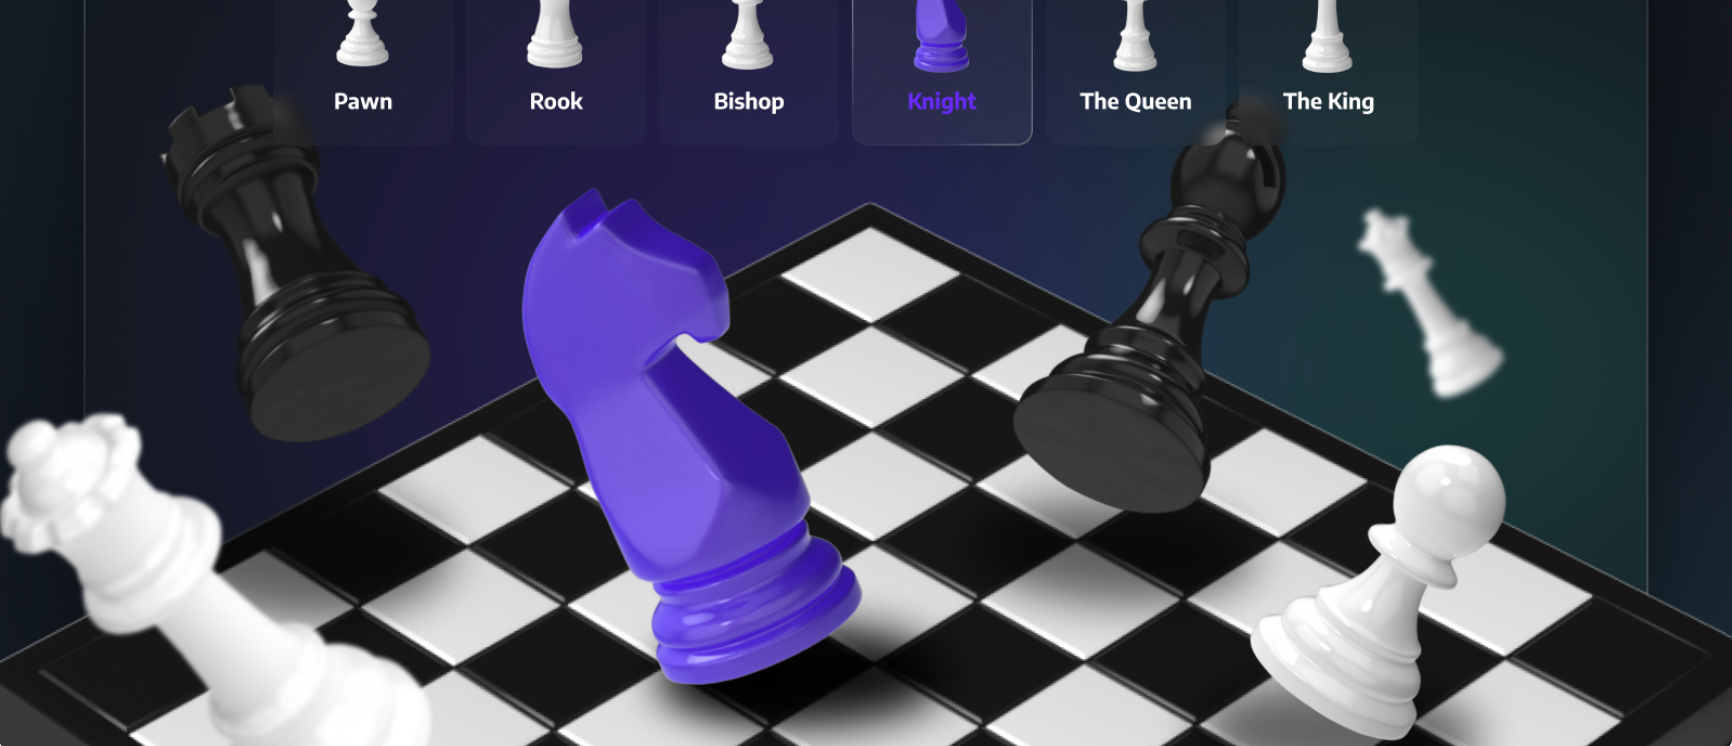 Pawn
Rook
Bishop
Knight
The Queen
The King